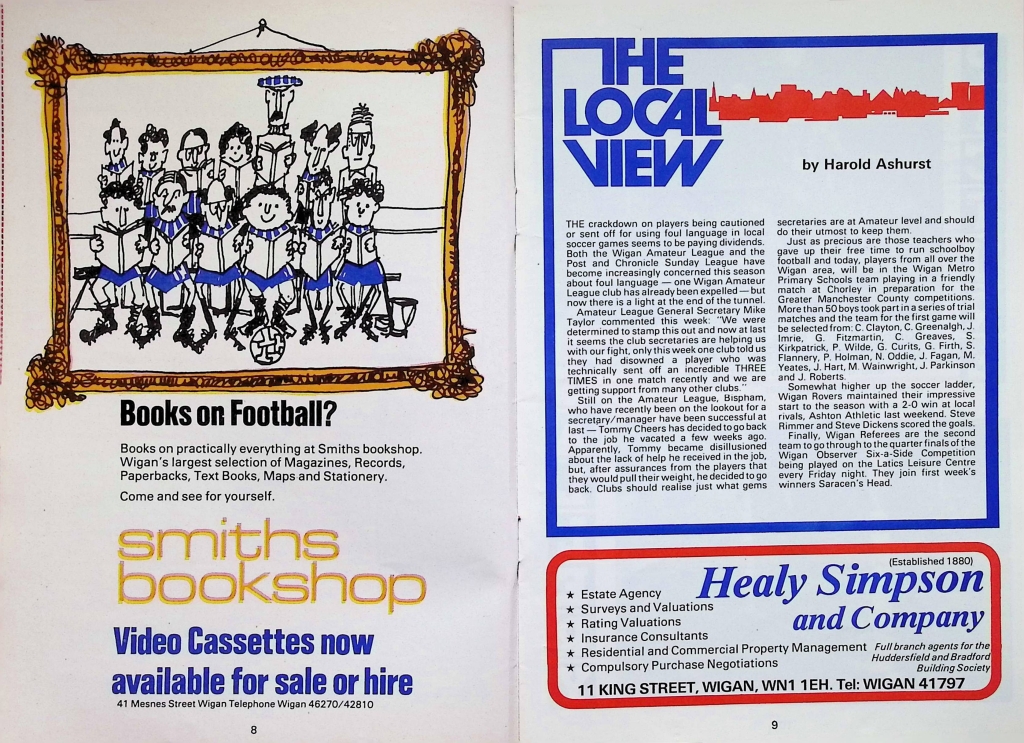 Books on Football?
Books on practically everything at Smiths bookshop.
Wigan's largest selection of Magazines, Records,
Paperbacks, Text Books, Maps and Stationery.
Come and see for yourself.
smiths
bookshop
Video Cassettes now
available for sale or hire
41 Mesnes Street Wigan Telephone Wigan 46270/42810
8
THE
LOCAL
VIEW
by Harold Ashurst
THE crackdown on players being cautioned
or sent off for using foul language in local
soccer games seems to be paying dividends.
Both the Wigan Amateur League and the
Post and Chronicle Sunday League have
become increasingly concerned this season
about foul language — one Wigan Amateur
League club has already been expelled — but
now there is a light at the end of the tunnel.
Amateur League General Secretary Mike
Taylor commented this week: "We were
determined to stamp this out and now at last
it seems the club secretaries are helping us
with our fight, only this week one club told us
they had disowned a player who was
technically sent off an incredible THREE
TIMES in one match recently and we are
getting support from many other clubs."
Still on the Amateur League, Bispham,
who have recently been on the lookout for a
secretary/manager have been successful at
last — Tommy Cheers has decided to go back
to the job he vacated a few weeks ago.
Apparently, Tommy became disillusioned
about the lack of help he received in the job,
but, after assurances from the players that
they would pull their weight, he decided to go
back. Clubs should realise just what gems
secretaries are at Amateur level and should
do their utmost to keep them.
Just as precious are those teachers who
gave up their free time to run schoolboy
football and today, players from all over the
Wigan area, will be in the Wigan Metro
Primary Schools team playing in a friendly
match at Chorley in preparation for the
Greater Manchester County competitions.
More than 50 boys took part in a series of trial
matches and the team for the first game will
be selected from: C. Clayton, C. Greenalgh, J.
Imrie, G. Fitzmartin, C. Greaves, S.
Kirkpatrick, P. Wilde, G. Curits, G. Firth, S.
Flannery, P. Holman, N. Oddie, J. Fagan, M.
Yeates, J. Hart, M. Wainwright, J. Parkinson
and J. Roberts.
Somewhat higher up the soccer ladder,
Wigan Rovers maintained their impressive
start to the season with a 2-0 win at local
rivals, Ashton Athletic last weekend. Steve
Rimmer and Steve Dickens scored the goals.
Finally, Wigan Referees are the second
team to go through to the quarter finals of the
Wigan Observer Six-a-Side Competition
being played on the Latics Leisure Centre
every Friday night. They join first week's
winners Saracen's Head.
(Established 1880)
Healy Simpson
and Company
★ Estate Agency
★ Surveys and Valuations
★ Rating Valuations
★ Insurance Consultants
★ Residential and Commercial Property Management
★ Compulsory Purchase Negotiations
Full branch agents for the
Huddersfield and Bradford
Building Society
11 KING STREET, WIGAN, WN1 1EH. Tel: WIGAN 41797
9